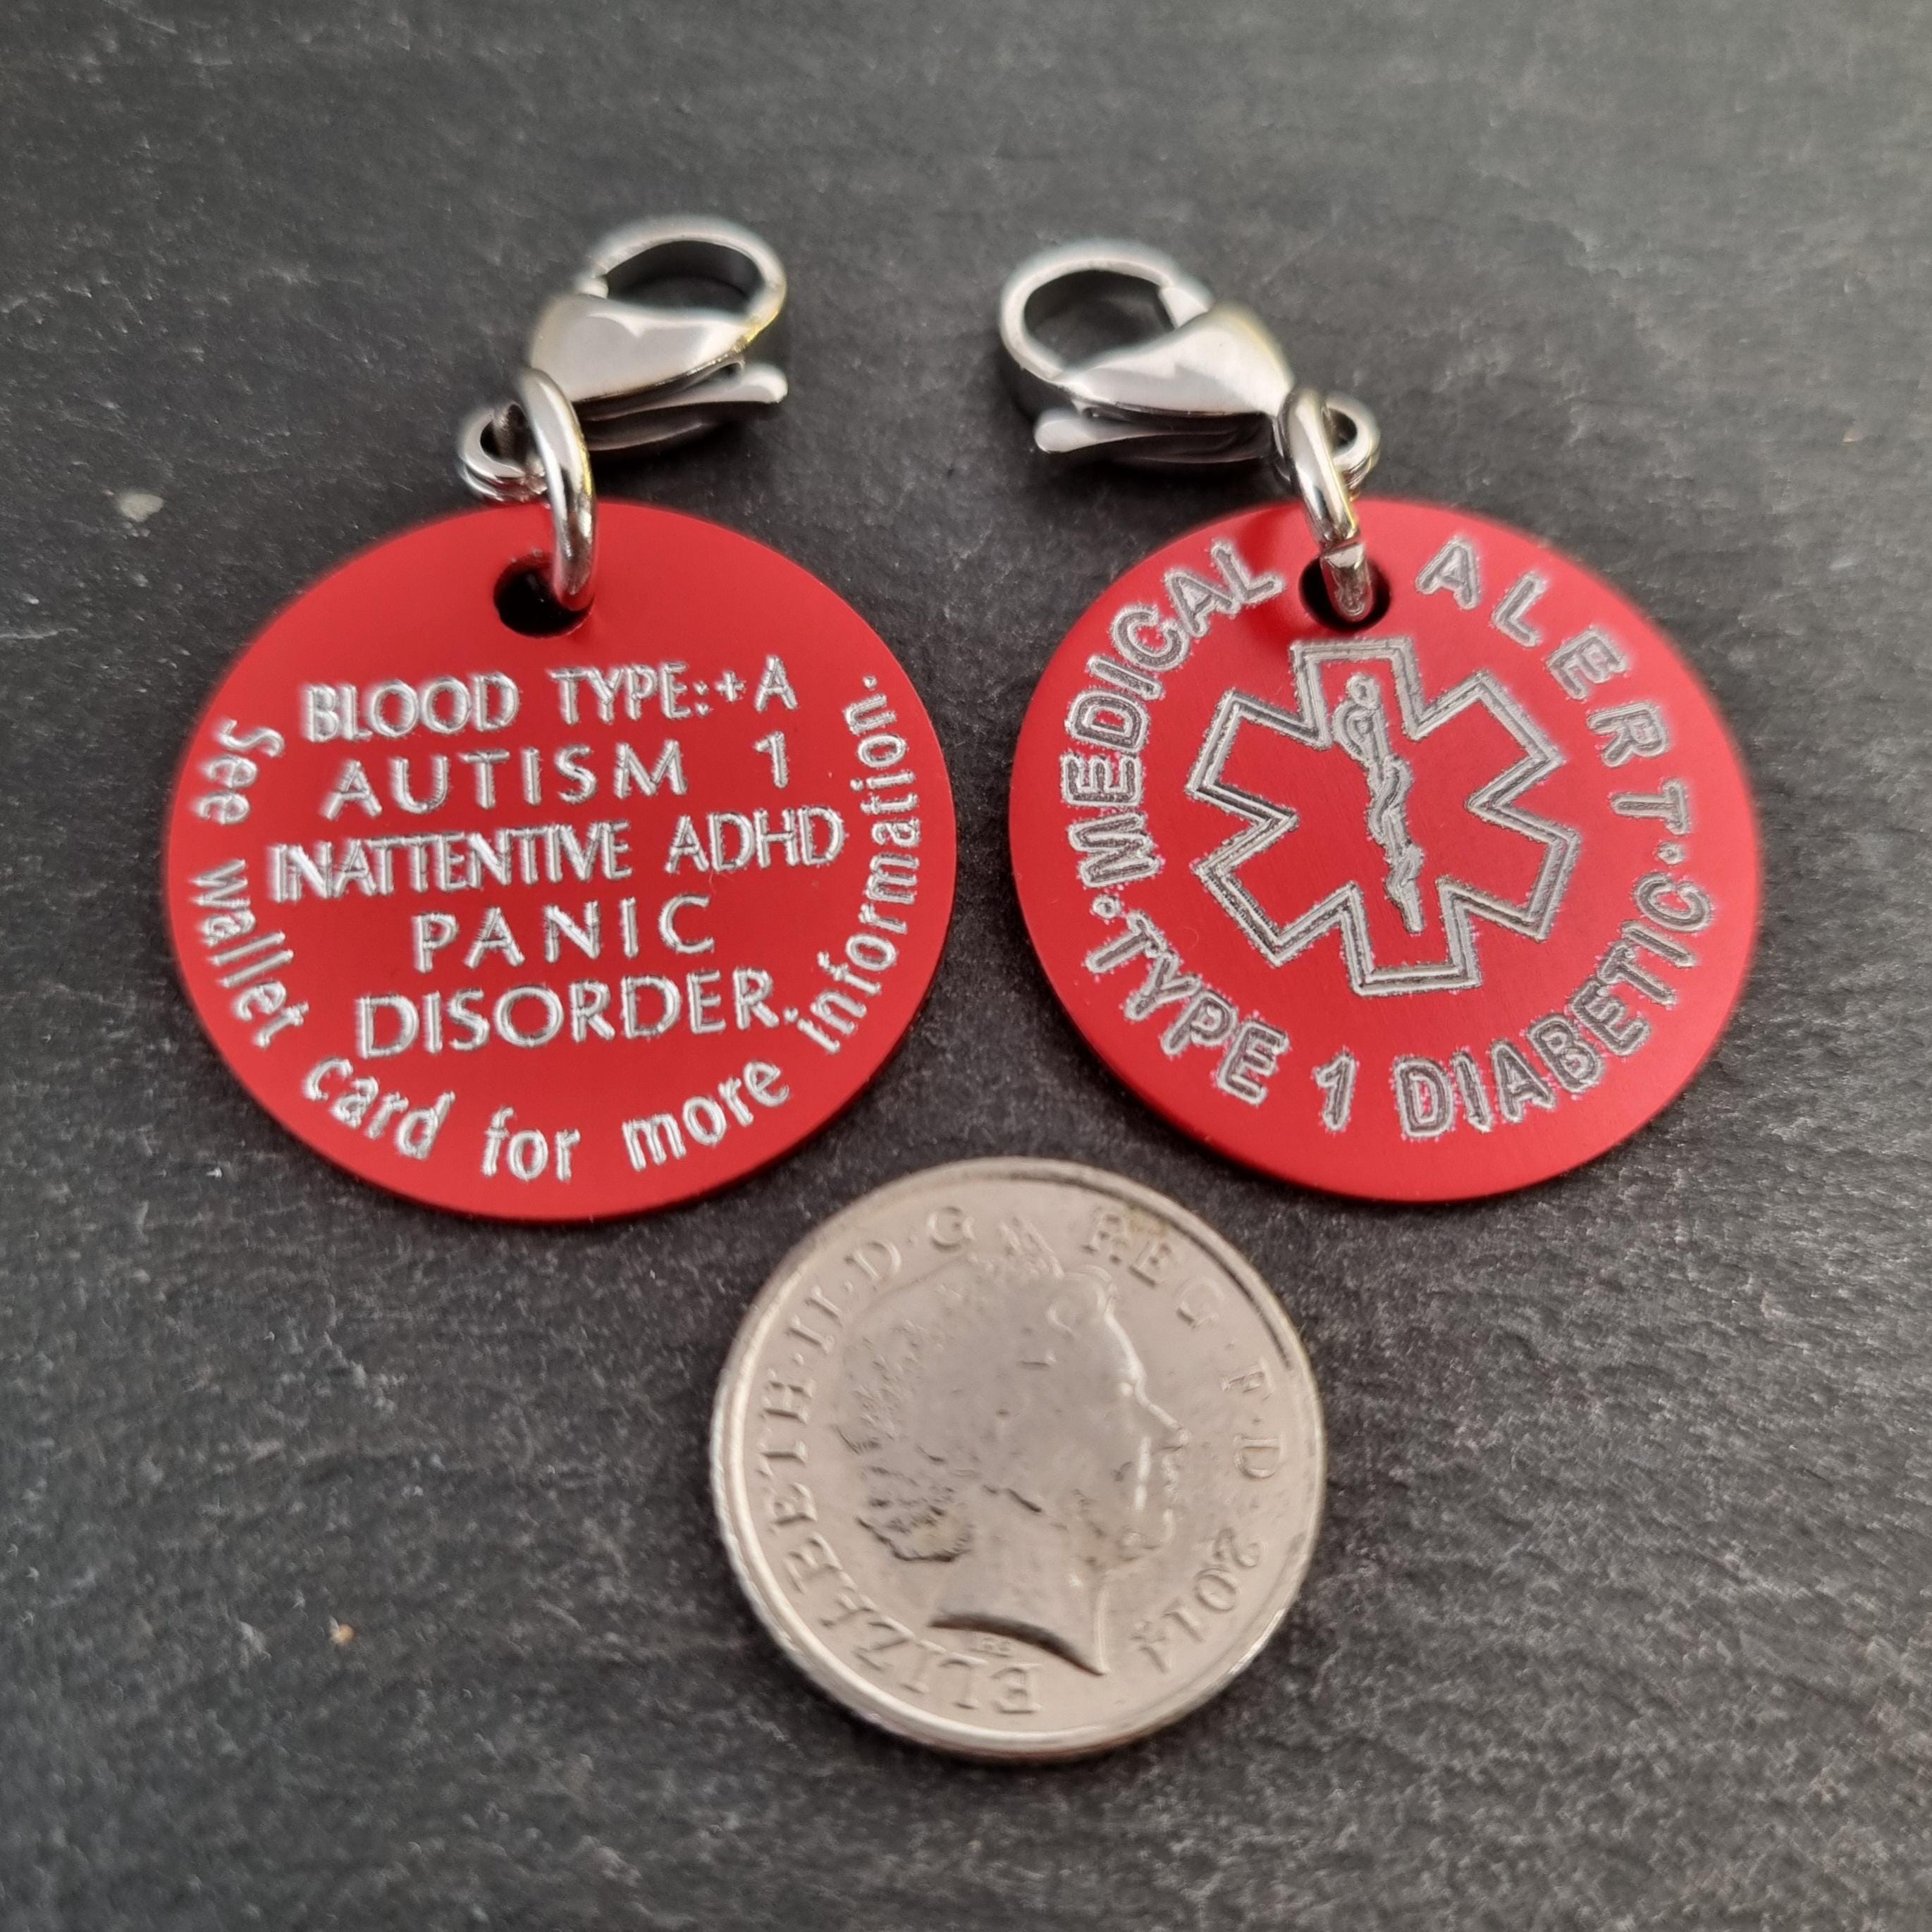 BLOOD TYPE:+A
AUTISM 1
INATTENTIVE ADHD
PANIC
DISORDER.
See wallet card for more information.
MEDICAL ALERT
·TYPE 1 DIABETIC·
ELIZABETH·II·D·G REG·F·D·2014